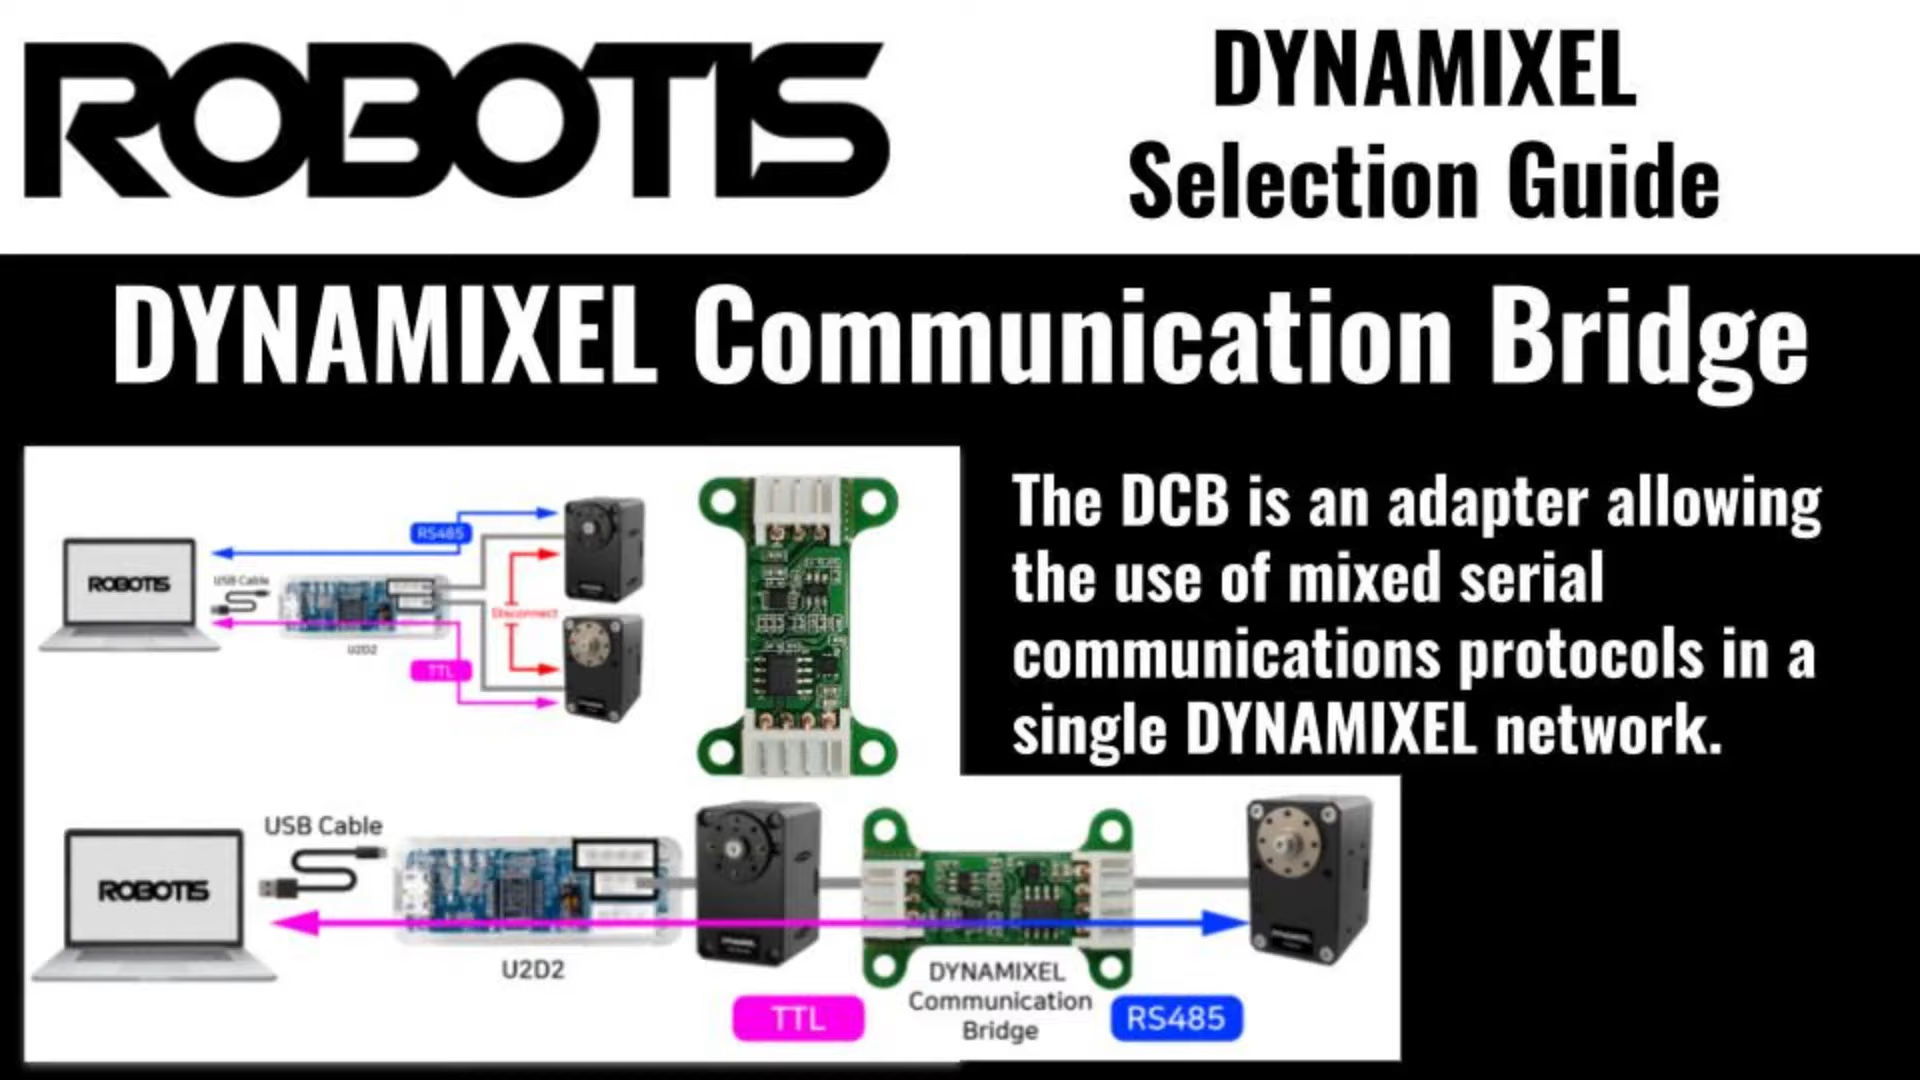 ROBOTIS
DYNAMIXEL
Selection Guide
DYNAMIXEL Communication Bridge
RS485
ROBOTIS
USB Cable
Disconnect
U2D2
TTL
The DCB is an adapter allowing
the use of mixed serial
communications protocols in a
single DYNAMIXEL network.
USB Cable
ROBOTIS
U2D2
DYNAMIXEL
Communication
Bridge
TTL
RS485